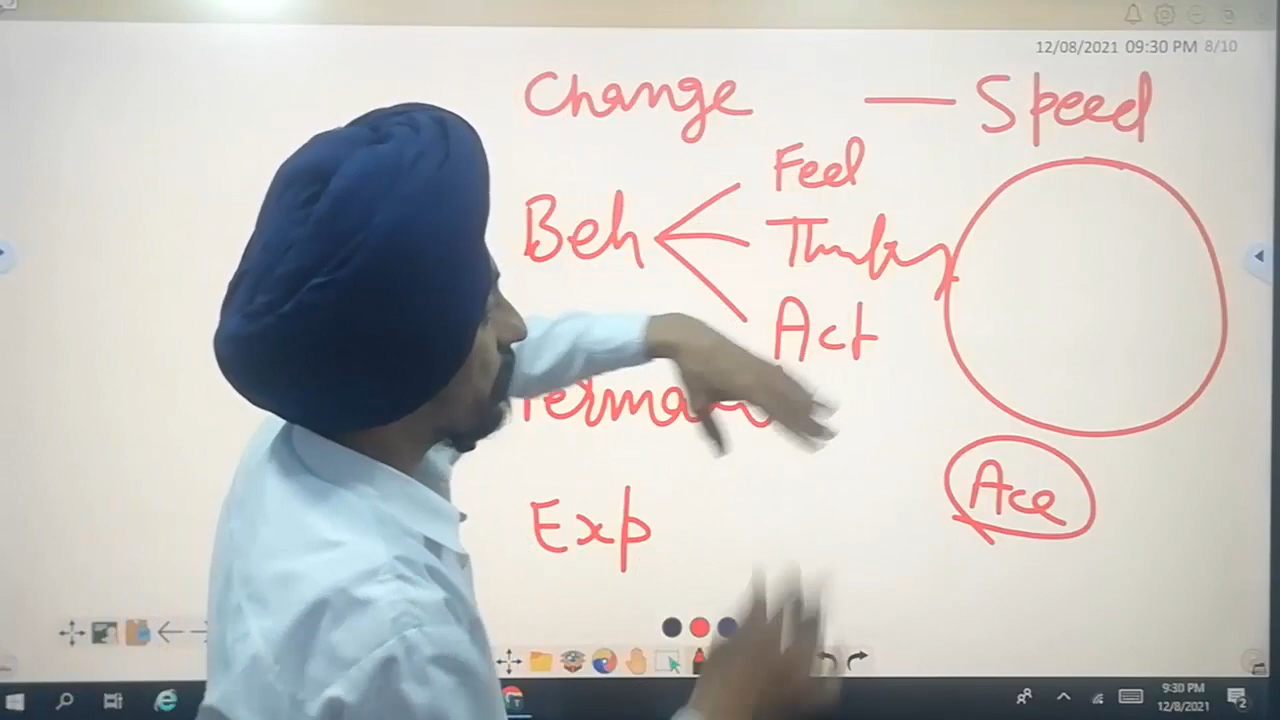 12/08/2021 09:30 PM 8/10
Change — Speed
Feel
Beh
Act
Exp
Ace
9:30 PM
12/8/2021
2